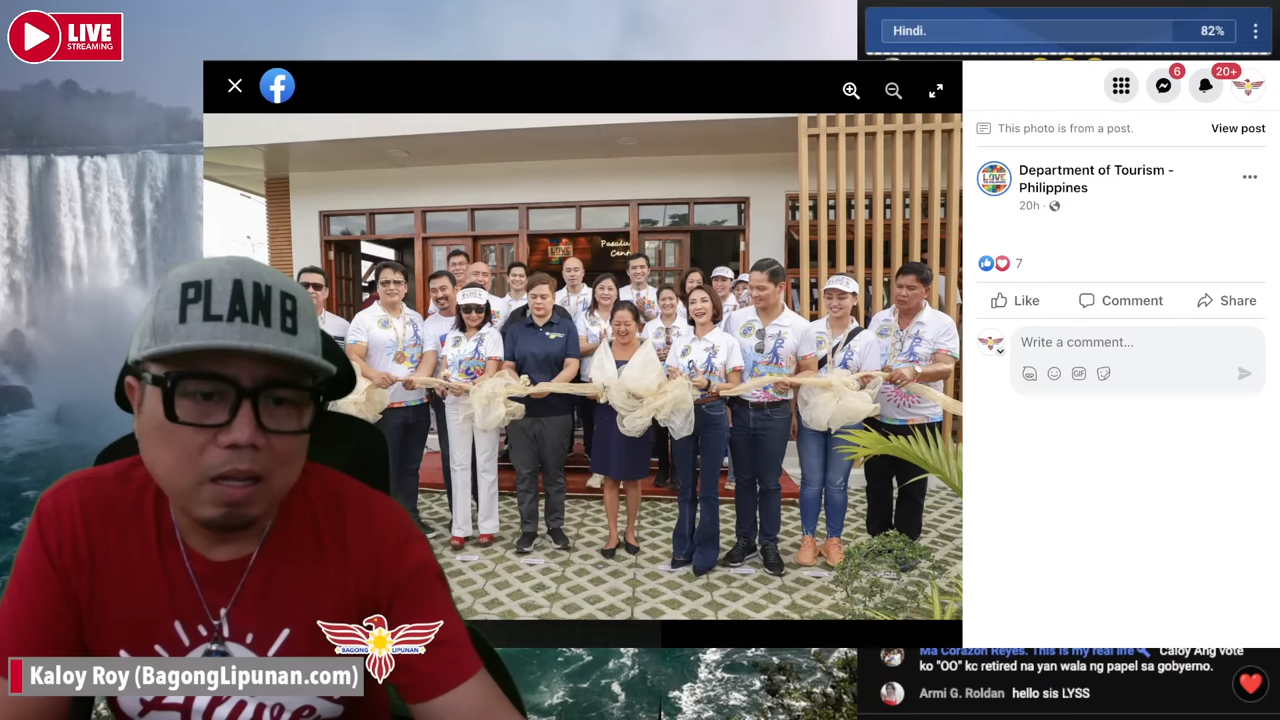 LIVE
STREAMING
Hindi.
82%
6
20+
This photo is from a post.
View post
Department of Tourism -
Philippines
20h ·
7
Like
Comment
Share
Write a comment...
GIF
LOVE
PLAN B
BAGONG LIPUNAN
Kaloy Roy (BagongLipunan.com)
Alive
Ma Corazon Reyes. This is my real life
Caloy Ang vote
ko "OO" kc retired na yan wala ng papel sa gobyerno.
Armi G. Roldan
hello sis LYSS